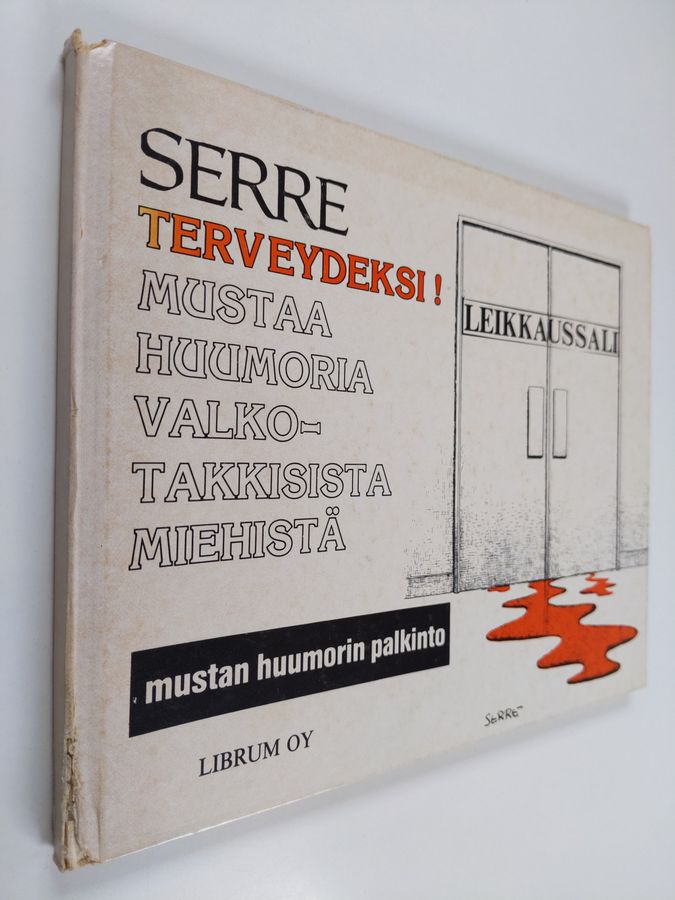 SERRE
TERVEYDEKSI!
MUSTAA
HUUMORIA
VALKO-
TAKKISISTA
MIEHISTÄ
LEIKKAUSSALI
mustan huumorin palkinto
LIBRUM OY
SERRE